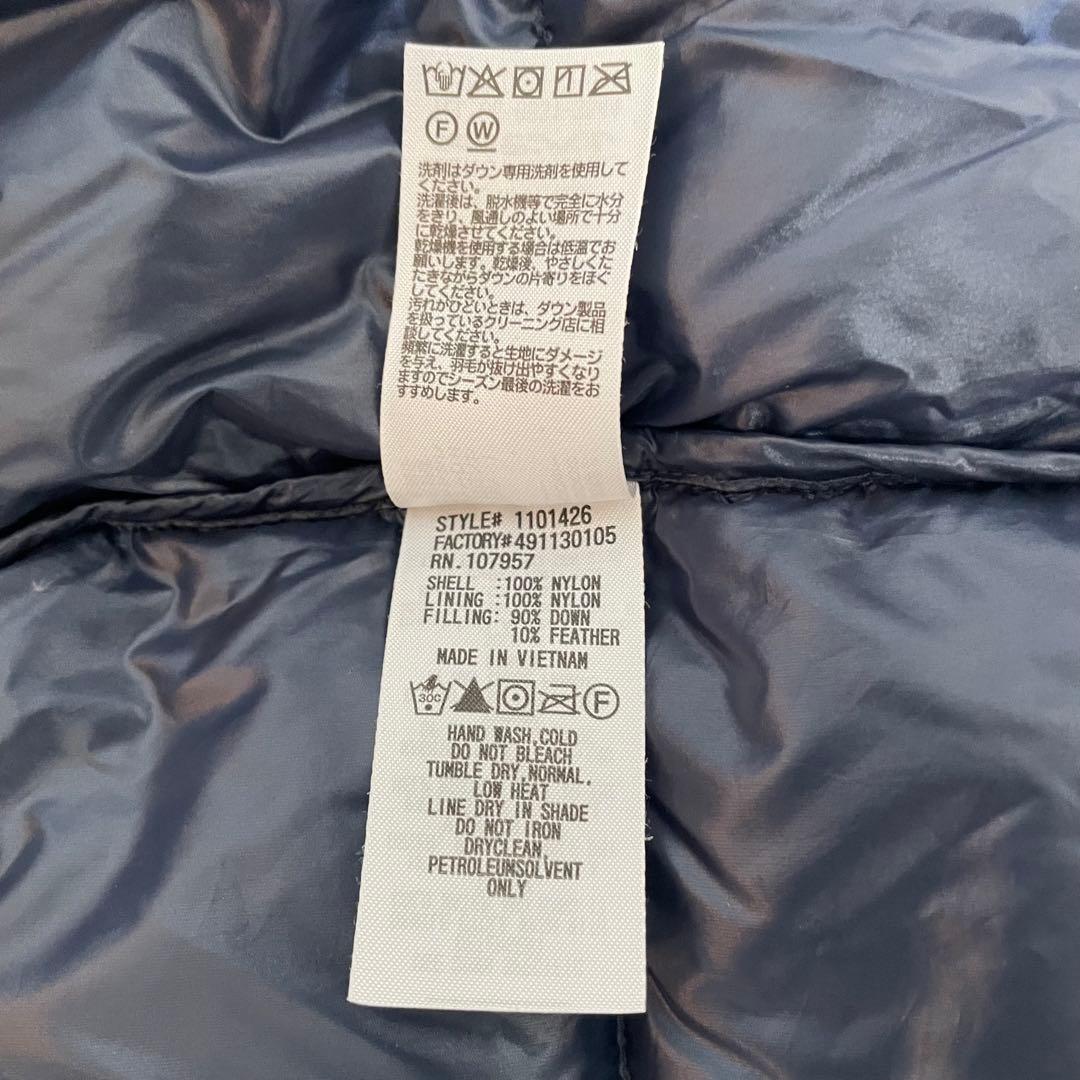 F W
洗剤はダウン専用洗剤を使用して
ください。
洗濯後は、脱水機等で完全に水分
をきり、風通しのよい場所で十分
に乾燥させてください。
乾燥機を使用する場合は低温でお
願いします。乾燥後、やさしくた
たきながらダウンの片寄りをほぐ
してください。
汚れがひどいときは、ダウン製品
を扱っているクリーニング店に相
談してください。
頻繁に洗濯すると生地にダメージ
を与え、羽毛が抜け出やすくなり
ますのでシーズン最後の洗濯をお
すすめします。
STYLE# 1101426
FACTORY#491130105
RN. 107957
SHELL :100% NYLON
LINING :100% NYLON
FILLING: 90% DOWN
10% FEATHER
MADE IN VIETNAM
30C F
HAND WASH,COLD
DO NOT BLEACH
TUMBLE DRY,NORMAL.
LOW HEAT
LINE DRY IN SHADE
DO NOT IRON
DRYCLEAN,
PETROLEUMSOLVENT
ONLY